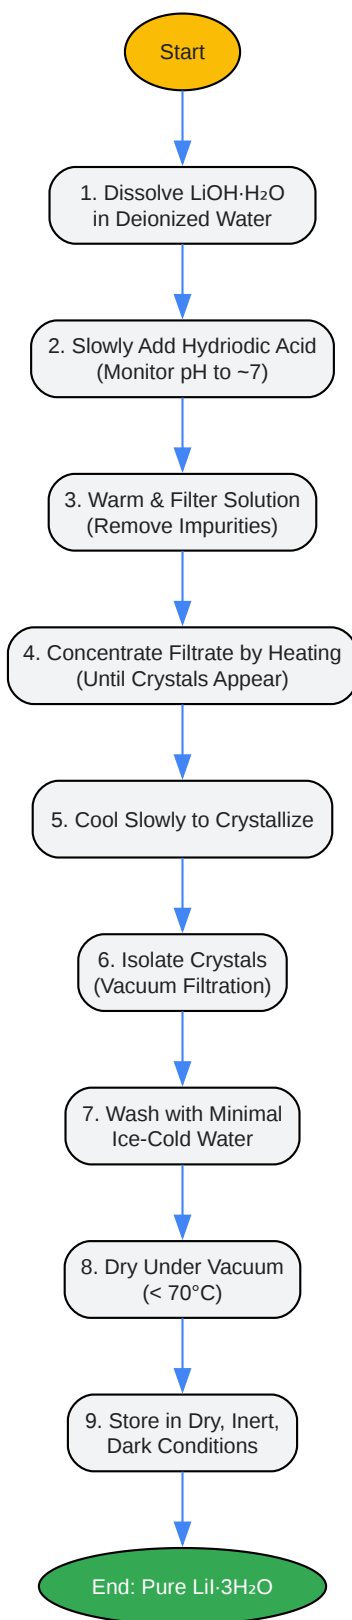 Start
1. Dissolve LiOH·H₂O
in Deionized Water
2. Slowly Add Hydriodic Acid
(Monitor pH to ~7)
3. Warm & Filter Solution
(Remove Impurities)
4. Concentrate Filtrate by Heating
(Until Crystals Appear)
5. Cool Slowly to Crystallize
6. Isolate Crystals
(Vacuum Filtration)
7. Wash with Minimal
Ice-Cold Water
8. Dry Under Vacuum
(< 70°C)
9. Store in Dry, Inert,
Dark Conditions
End: Pure LiI·3H₂O